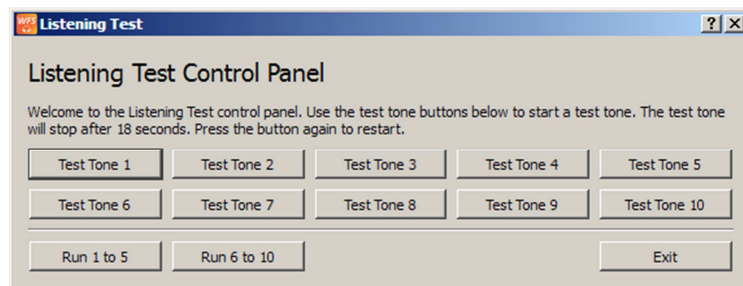 WFS
Listening Test
Listening Test Control Panel
Welcome to the Listening Test control panel. Use the test tone buttons below to start a test tone. The test tone
will stop after 18 seconds. Press the button again to restart.
Test Tone 1 Test Tone 2 Test Tone 3 Test Tone 4 Test Tone 5
Test Tone 6 Test Tone 7 Test Tone 8 Test Tone 9 Test Tone 10
Run 1 to 5 Run 6 to 10 Exit